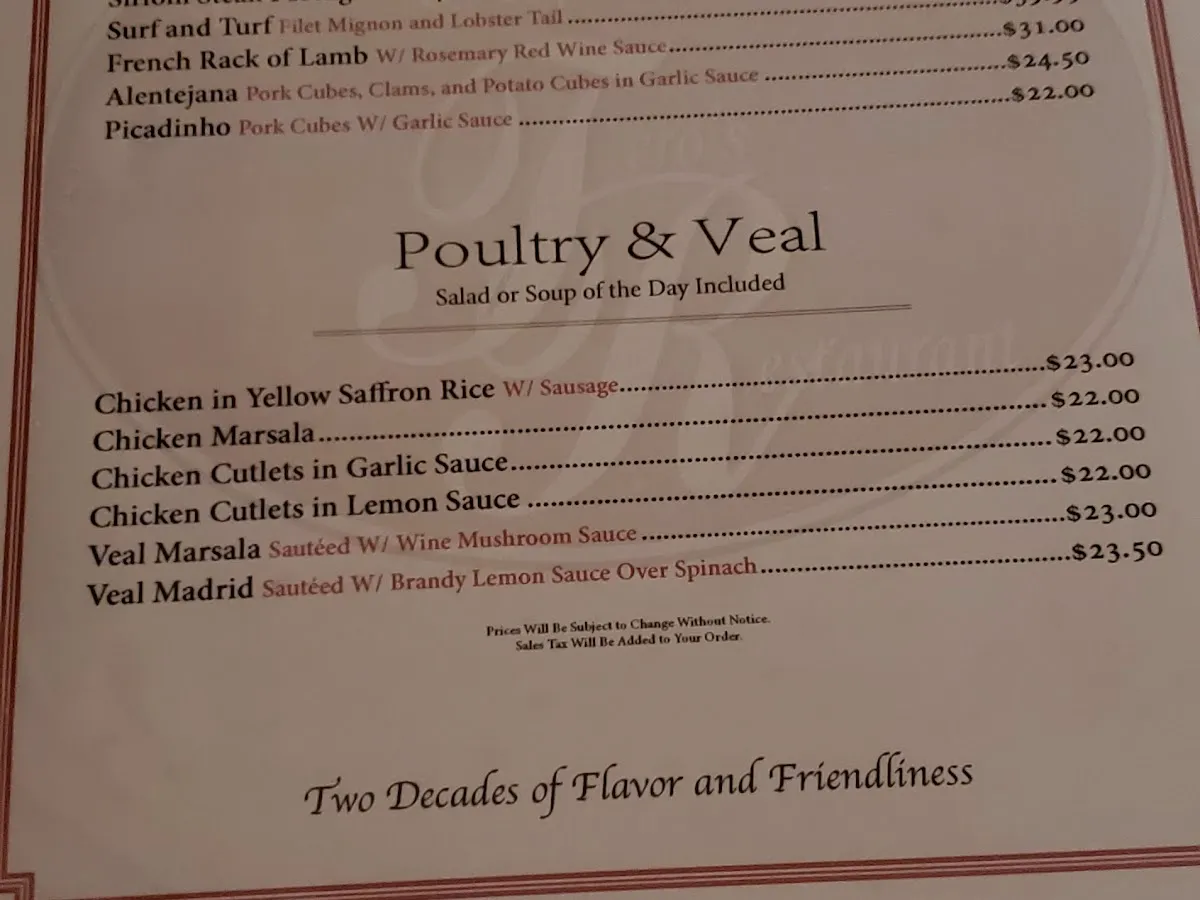 Surf and Turf Filet Mignon and Lobster Tail
French Rack of Lamb W/ Rosemary Red Wine Sauce....$31.00
Alentejana Pork Cubes, Clams, and Potato Cubes in Garlic Sauce ....$24.50
Picadinho Pork Cubes W/ Garlic Sauce ....$22.00
Poultry & Veal
Salad or Soup of the Day Included
Restaurant
Chicken in Yellow Saffron Rice W/ Sausage....$23.00
Chicken Marsala....$22.00
Chicken Cutlets in Garlic Sauce....$22.00
Chicken Cutlets in Lemon Sauce ....$22.00
Veal Marsala Sautéed W/ Wine Mushroom Sauce ....$23.00
Veal Madrid Sautéed W/ Brandy Lemon Sauce Over Spinach....$23.50
Prices Will Be Subject to Change Without Notice.
Sales Tax Will Be Added to Your Order.
Two Decades of Flavor and Friendliness